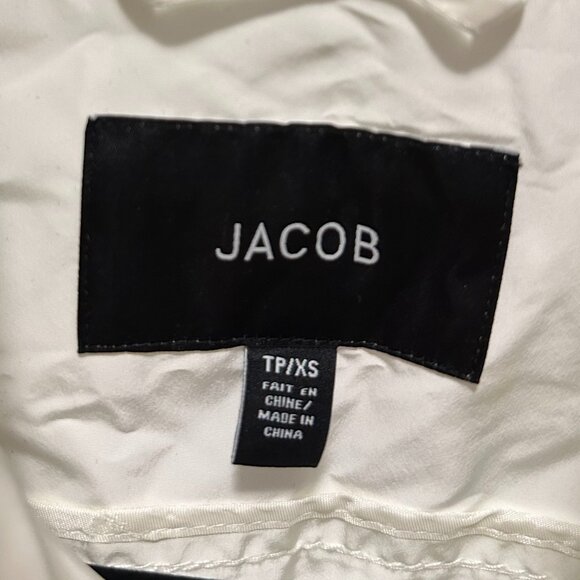 JACOB
TP/XS
FAIT EN
CHINE/
MADE IN
CHINA